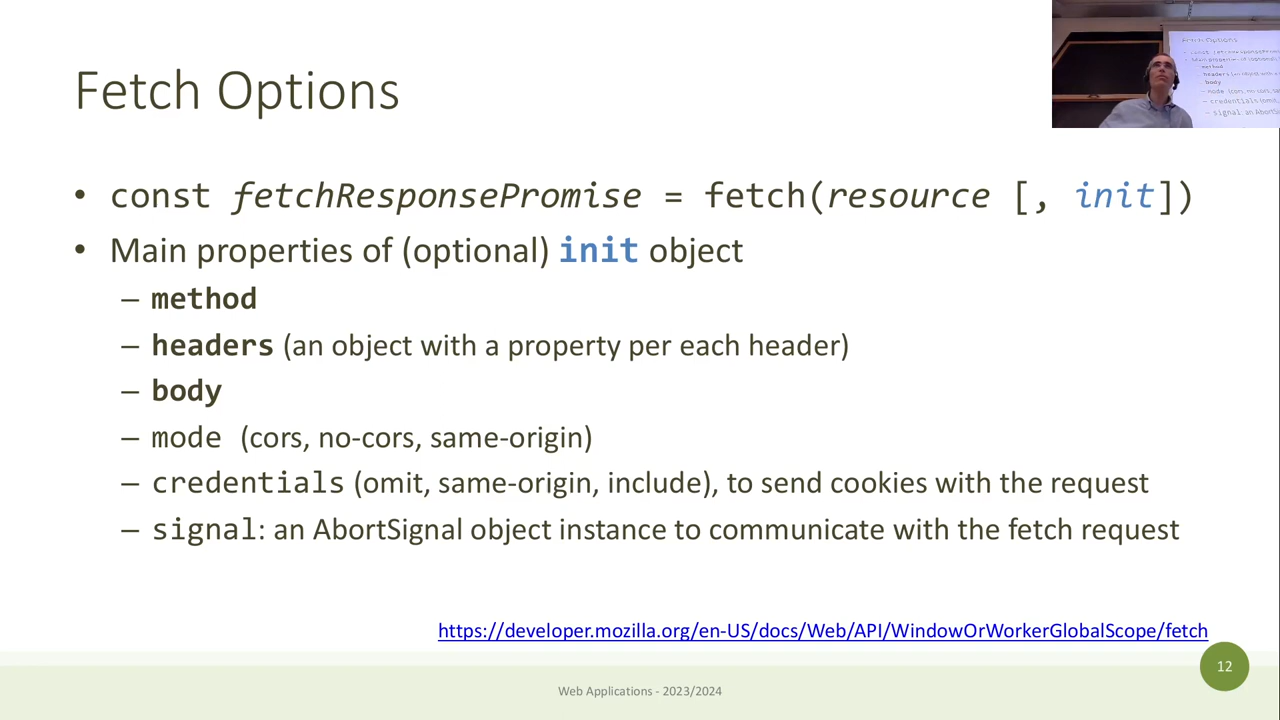 Fetch Options
• const fetchResponsePromise = fetch(resource [, init])
• Main properties of (optional) init object
– method
– headers (an object with a property per each header)
– body
– mode (cors, no-cors, same-origin)
– credentials (omit, same-origin, include), to send cookies with the request
– signal: an AbortSignal object instance to communicate with the fetch request
https://developer.mozilla.org/en-US/docs/Web/API/WindowOrWorkerGlobalScope/fetch
12
Web Applications - 2023/2024